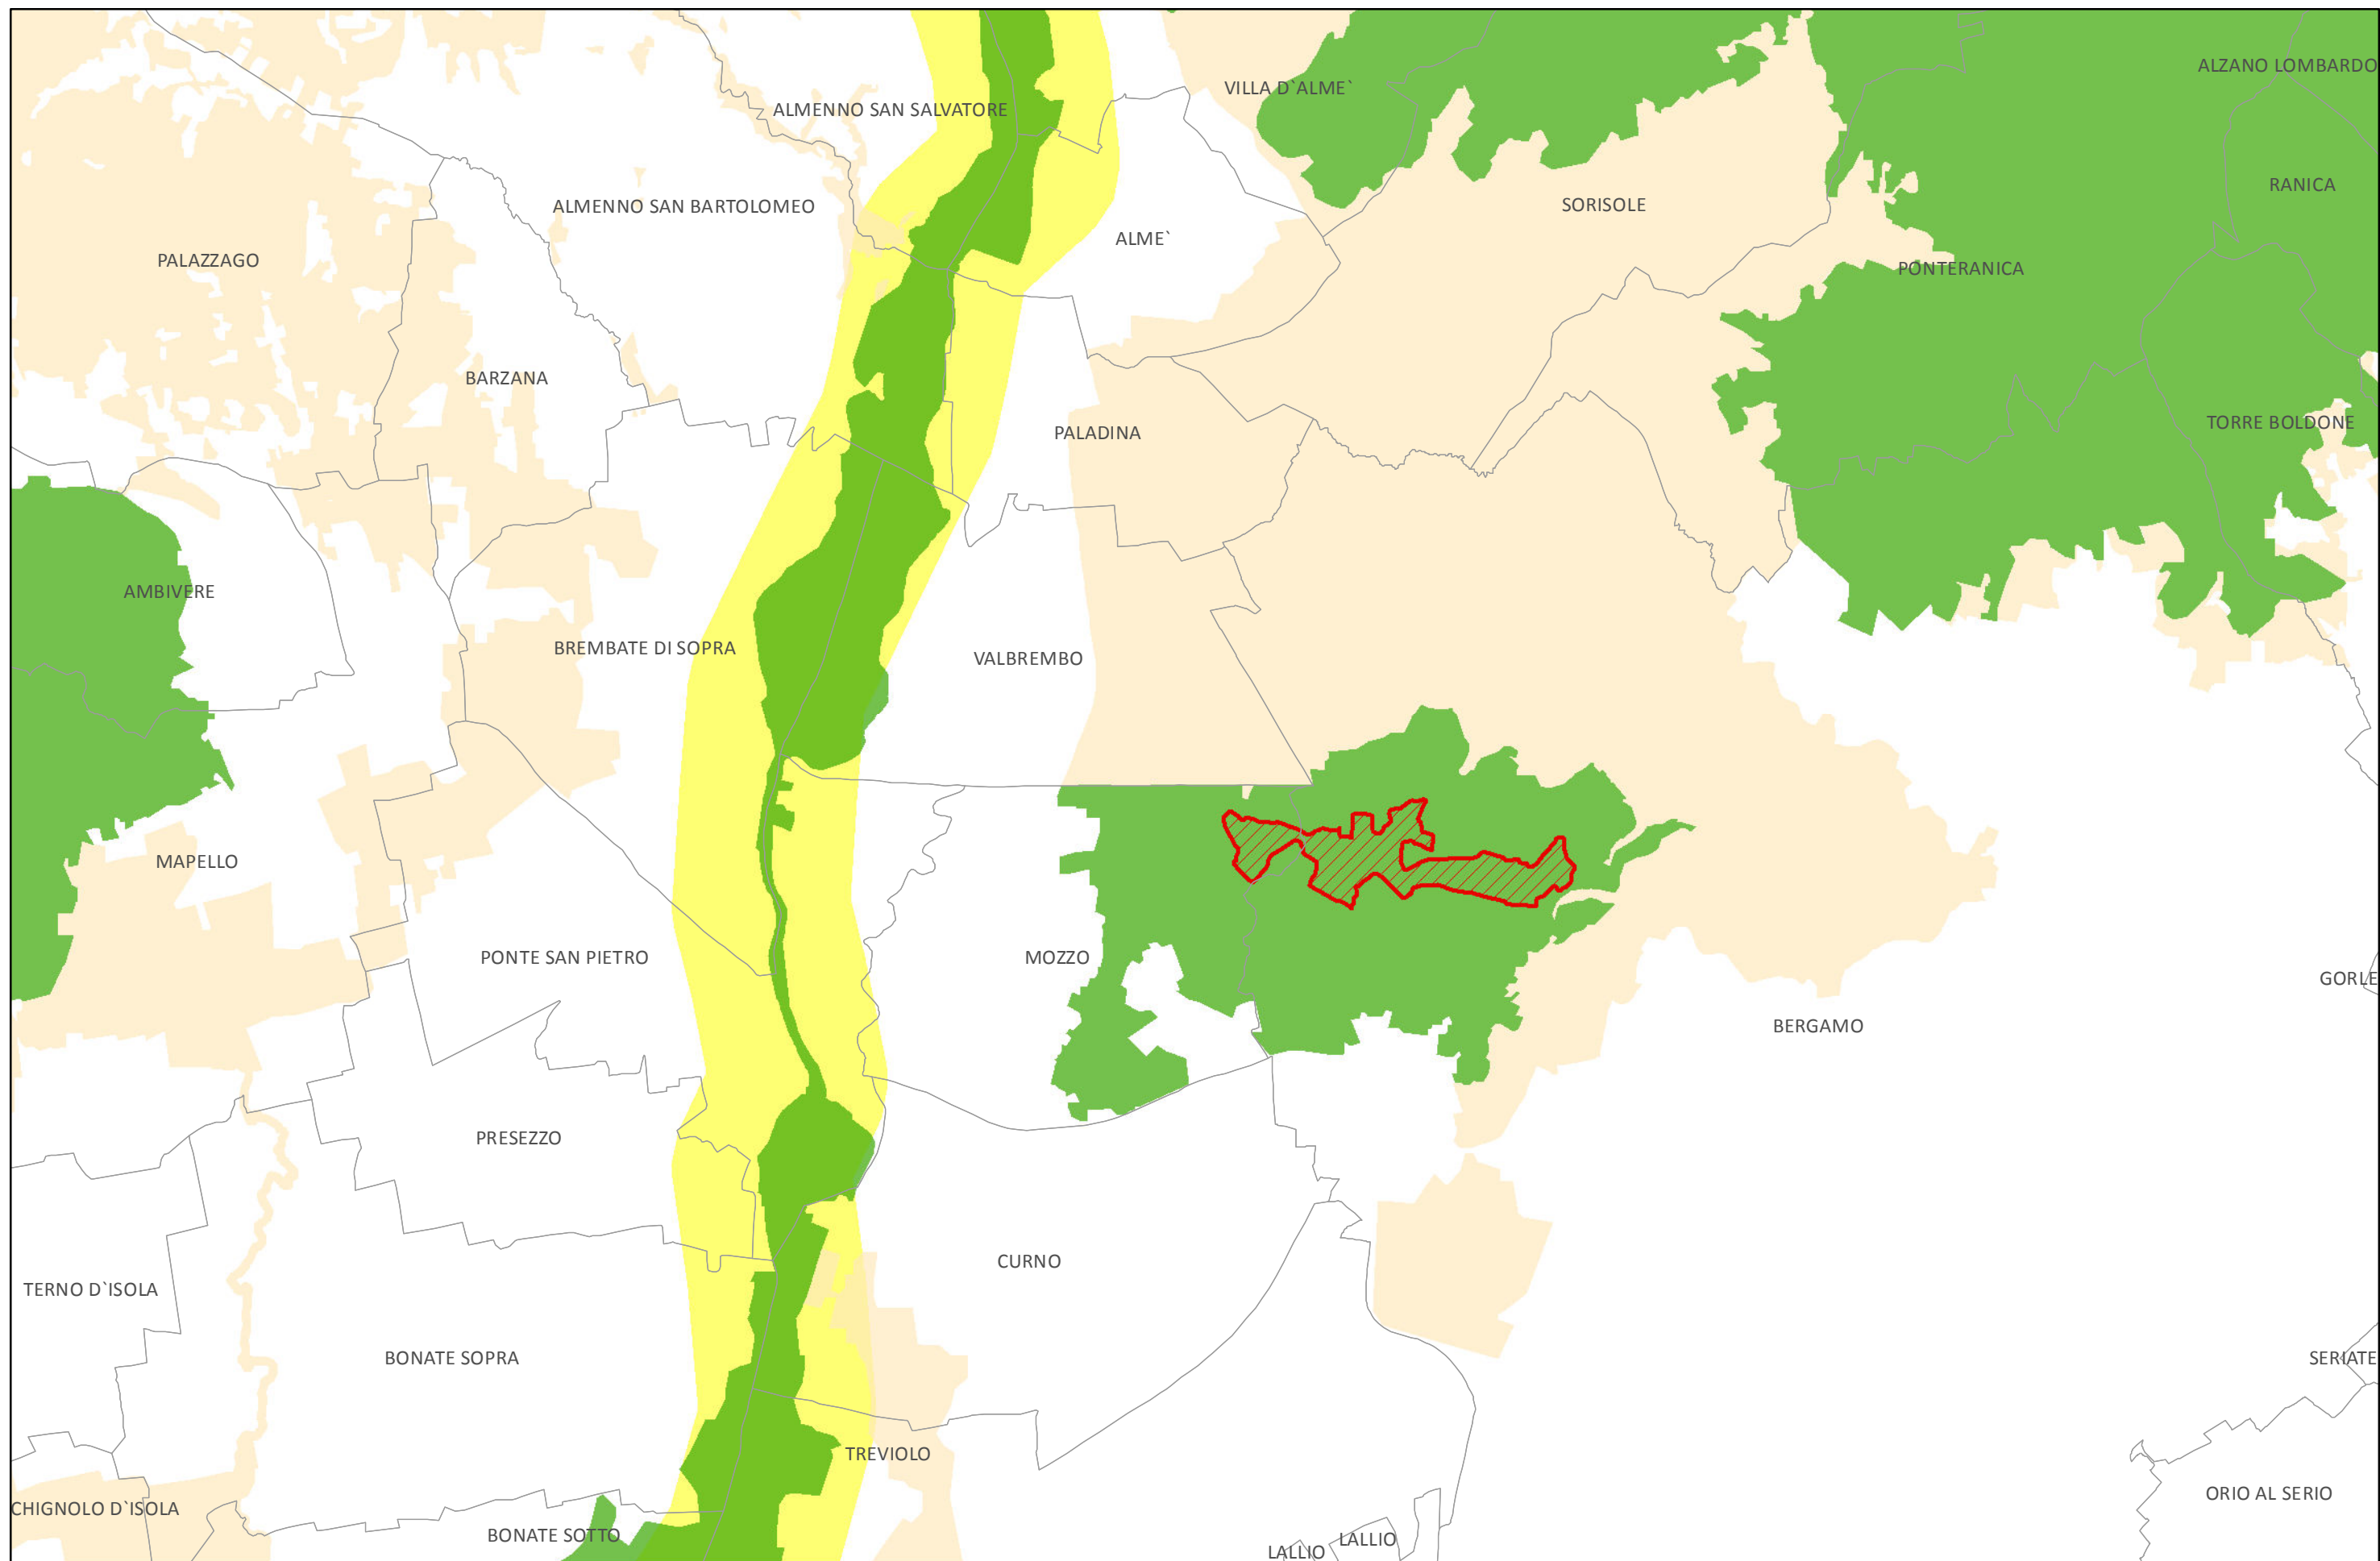 ALZANO LOMBARDO
VILLA D`ALME`
ALMENNO SAN SALVATORE
RANICA
ALMENNO SAN BARTOLOMEO
SORISOLE
ALME`
PALAZZAGO
PONTERANICA
BARZANA
TORRE BOLDONE
PALADINA
AMBIVERE
BREMBATE DI SOPRA
VALBREMBO
MAPELLO
PONTE SAN PIETRO
MOZZO
GORLE
BERGAMO
PRESEZZO
CURNO
TERNO D`ISOLA
BONATE SOPRA
SERIATE
TREVIOLO
ORIO AL SERIO
CHIGNOLO D`ISOLA
BONATE SOTTO
LALLIO
LALLIO